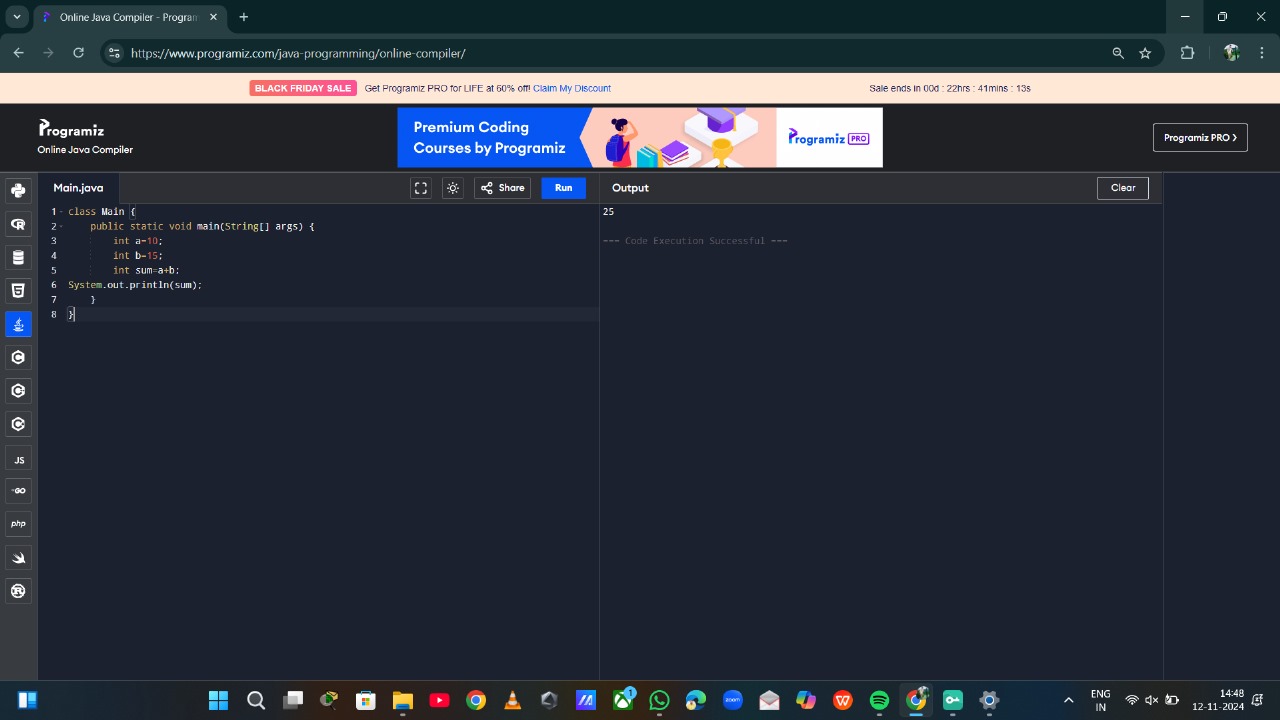 Online Java Compiler - Program
https://www.programiz.com/java-programming/online-compiler/
BLACK FRIDAY SALE Get Programiz PRO for LIFE at 60% off! Claim My Discount Sale ends in 00d : 22hrs : 41mins : 13s
Programiz
Online Java Compiler
Premium Coding
Courses by Programiz
Programiz PRO
Programiz PRO >
Main.java Share Run Output Clear
1 class Main {
2 public static void main(String[] args) {
3 int a=10;
4 int b=15;
5 int sum=a+b;
6 System.out.println(sum);
7 }
8 }
25
=== Code Execution Successful ===
JS
GO
php
1
zoom
W
ENG
IN
14:48
12-11-2024